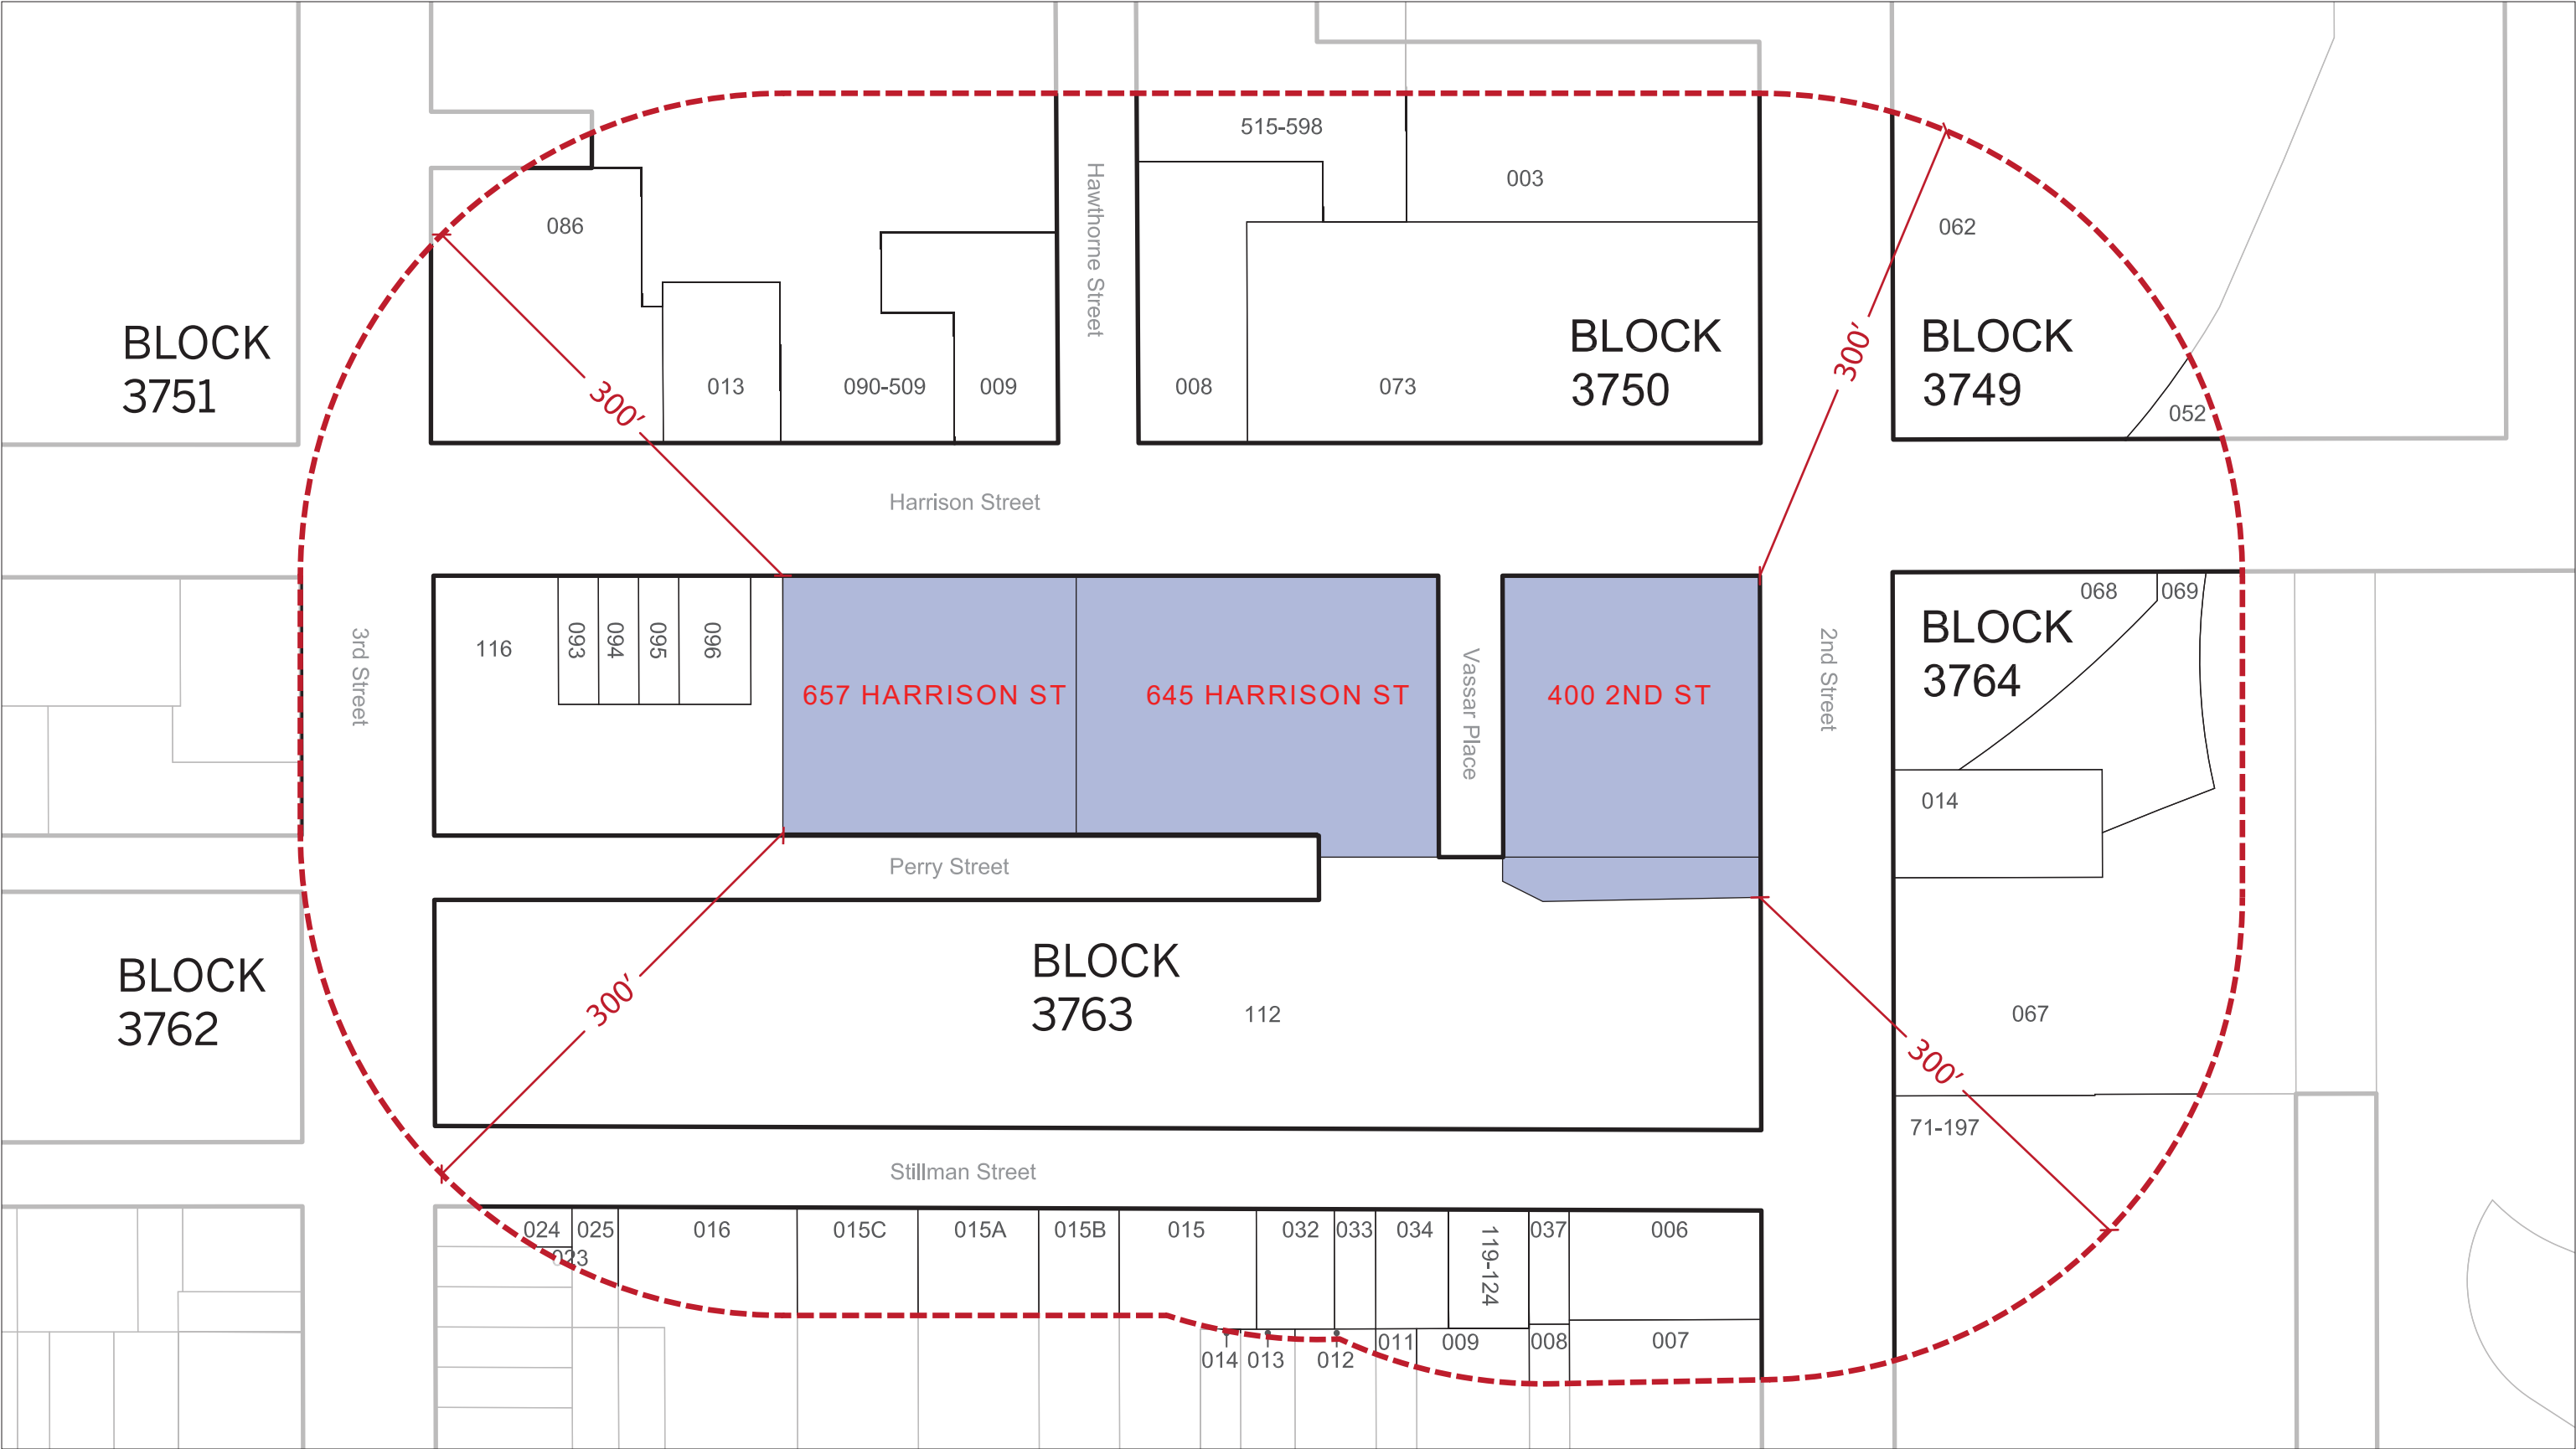 515-598
003
Hawthorne Street
086
062
BLOCK
3751
BLOCK
3750
BLOCK
3749
300'
300'
013
090-509
009
008
073
052
Harrison Street
3rd Street
116
093
094
095
096
657 HARRISON ST
645 HARRISON ST
Vassar Place
400 2ND ST
2nd Street
068
069
BLOCK
3764
014
Perry Street
BLOCK
3762
300'
BLOCK
3763
112
067
300'
71-197
Stillman Street
024
025
023
016
015C
015A
015B
015
032
033
034
119-124
037
006
014
013
012
011
009
008
007